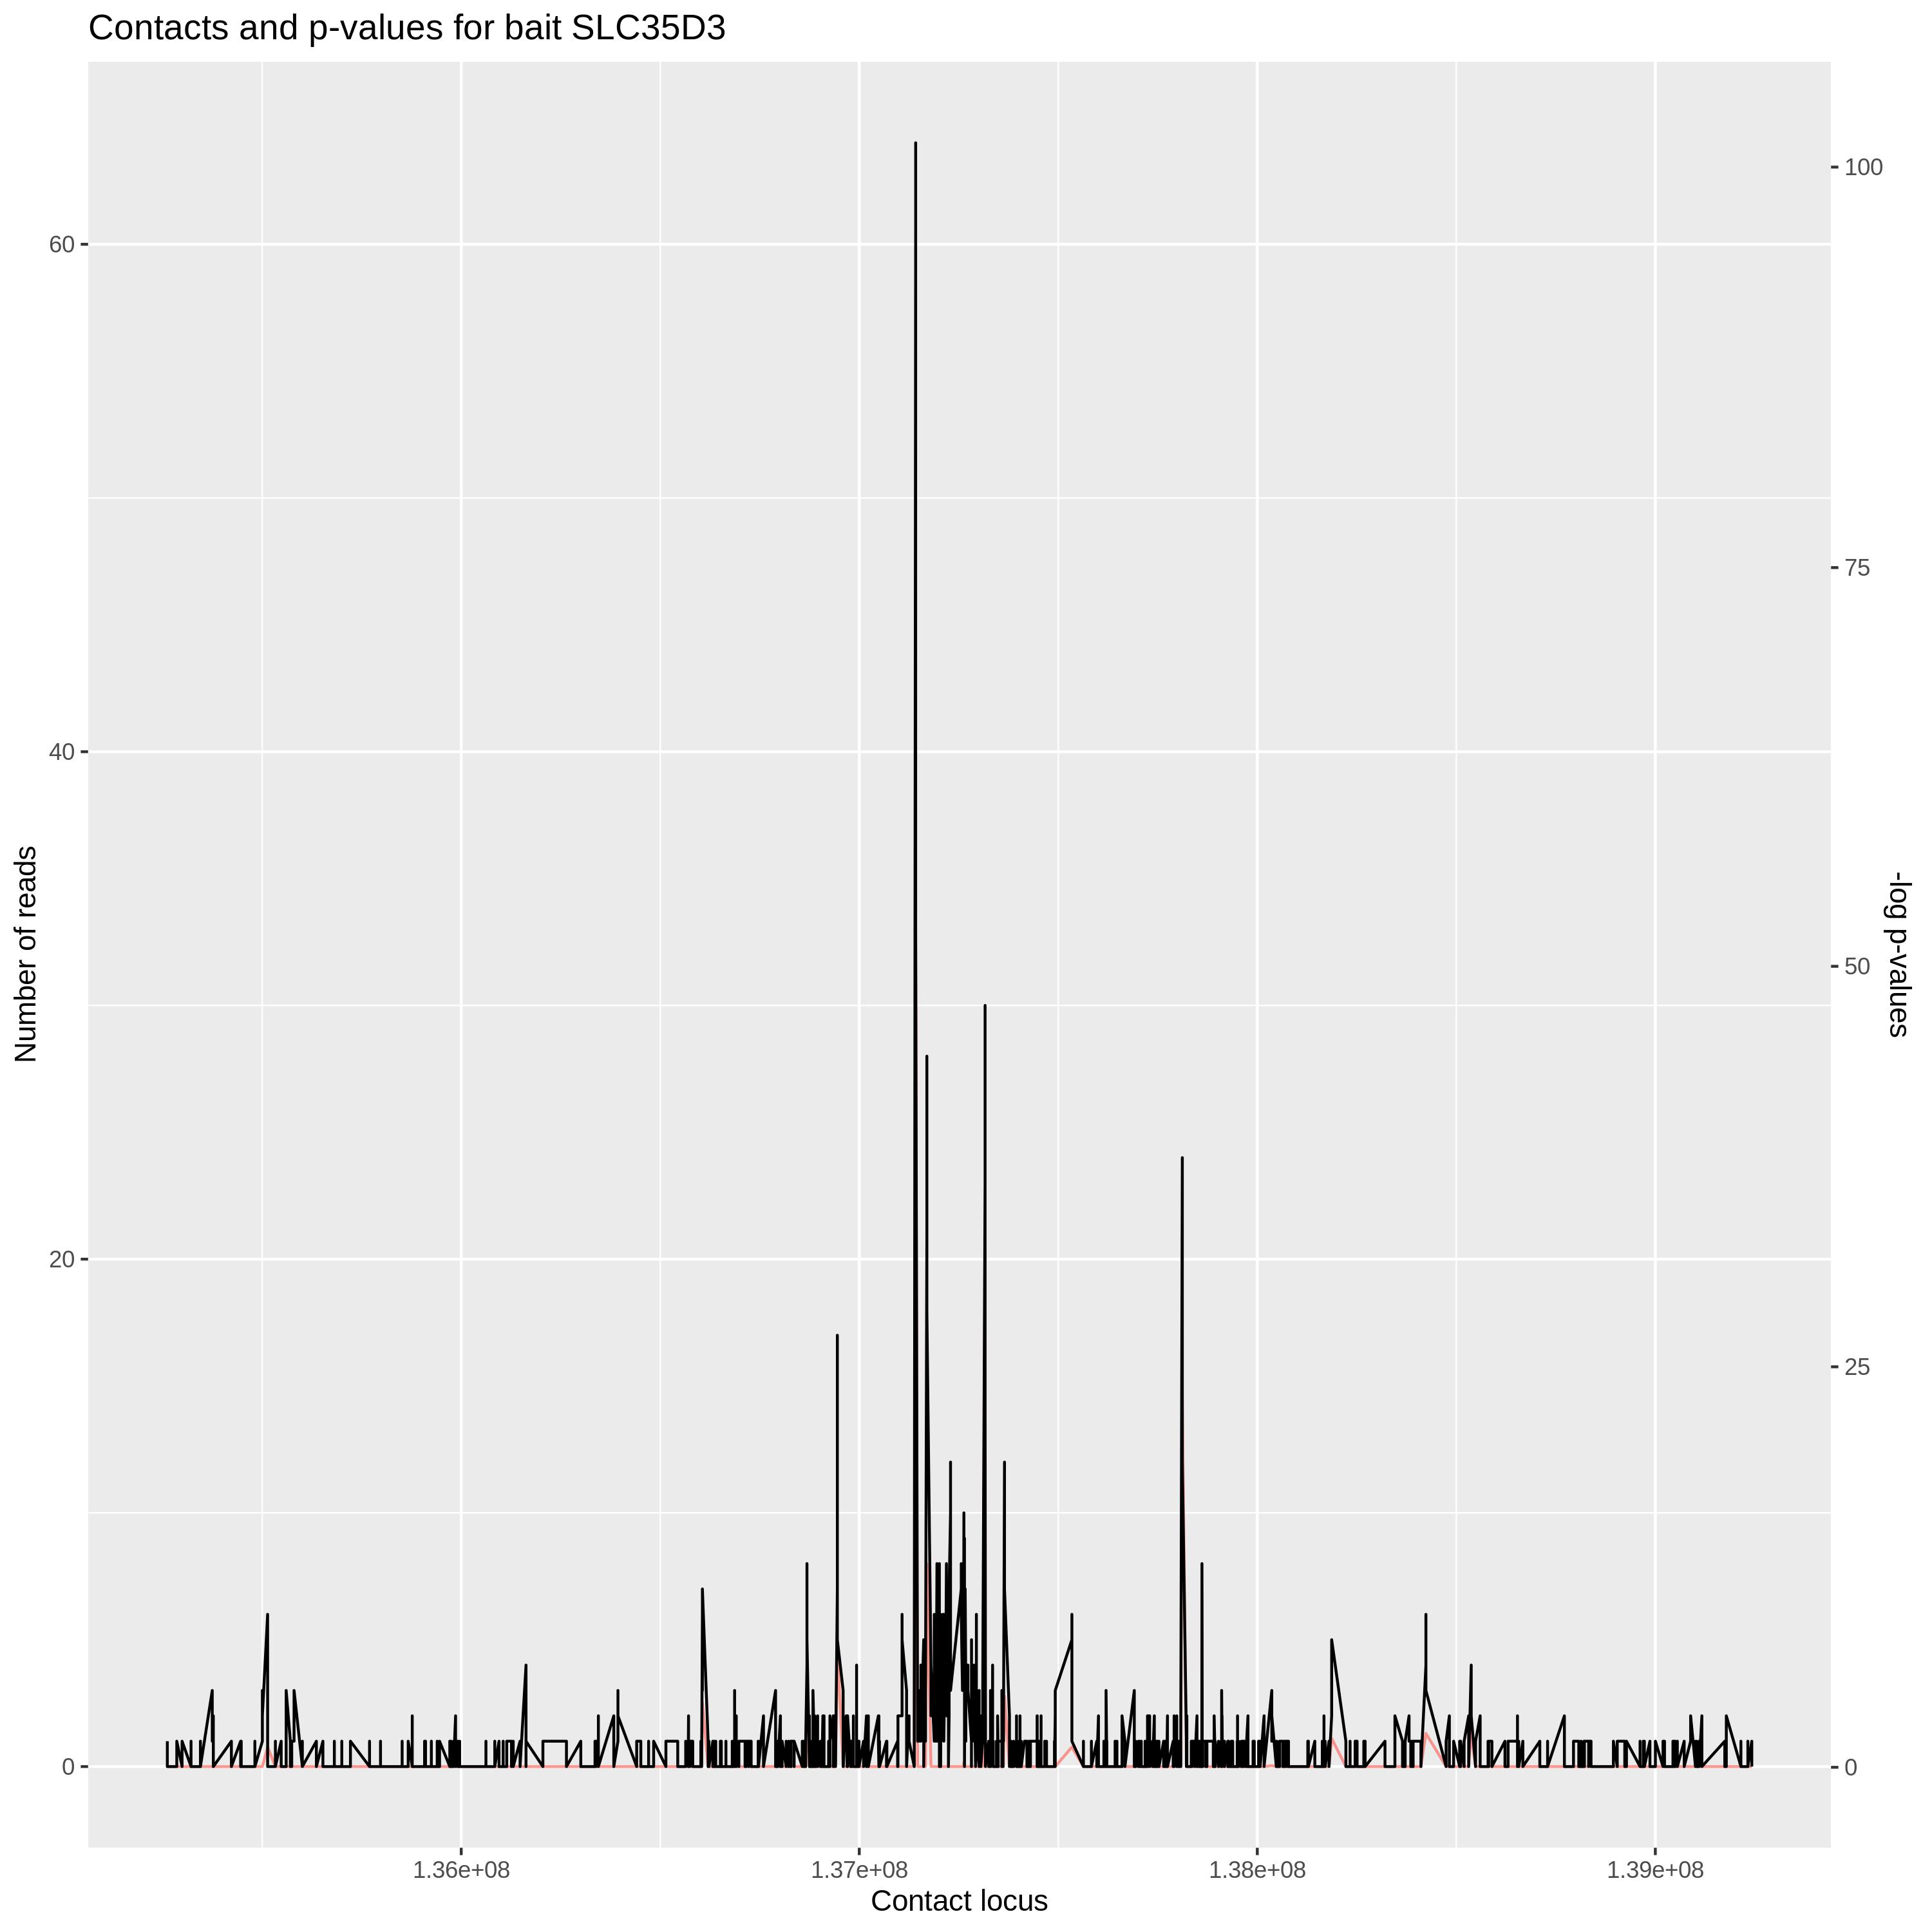 Contacts and p-values for bait SLC35D3
60
40
20
0
Number of reads
100
75
50
25
0
-log p-values
1.36e+08
1.37e+08
1.38e+08
1.39e+08
Contact locus